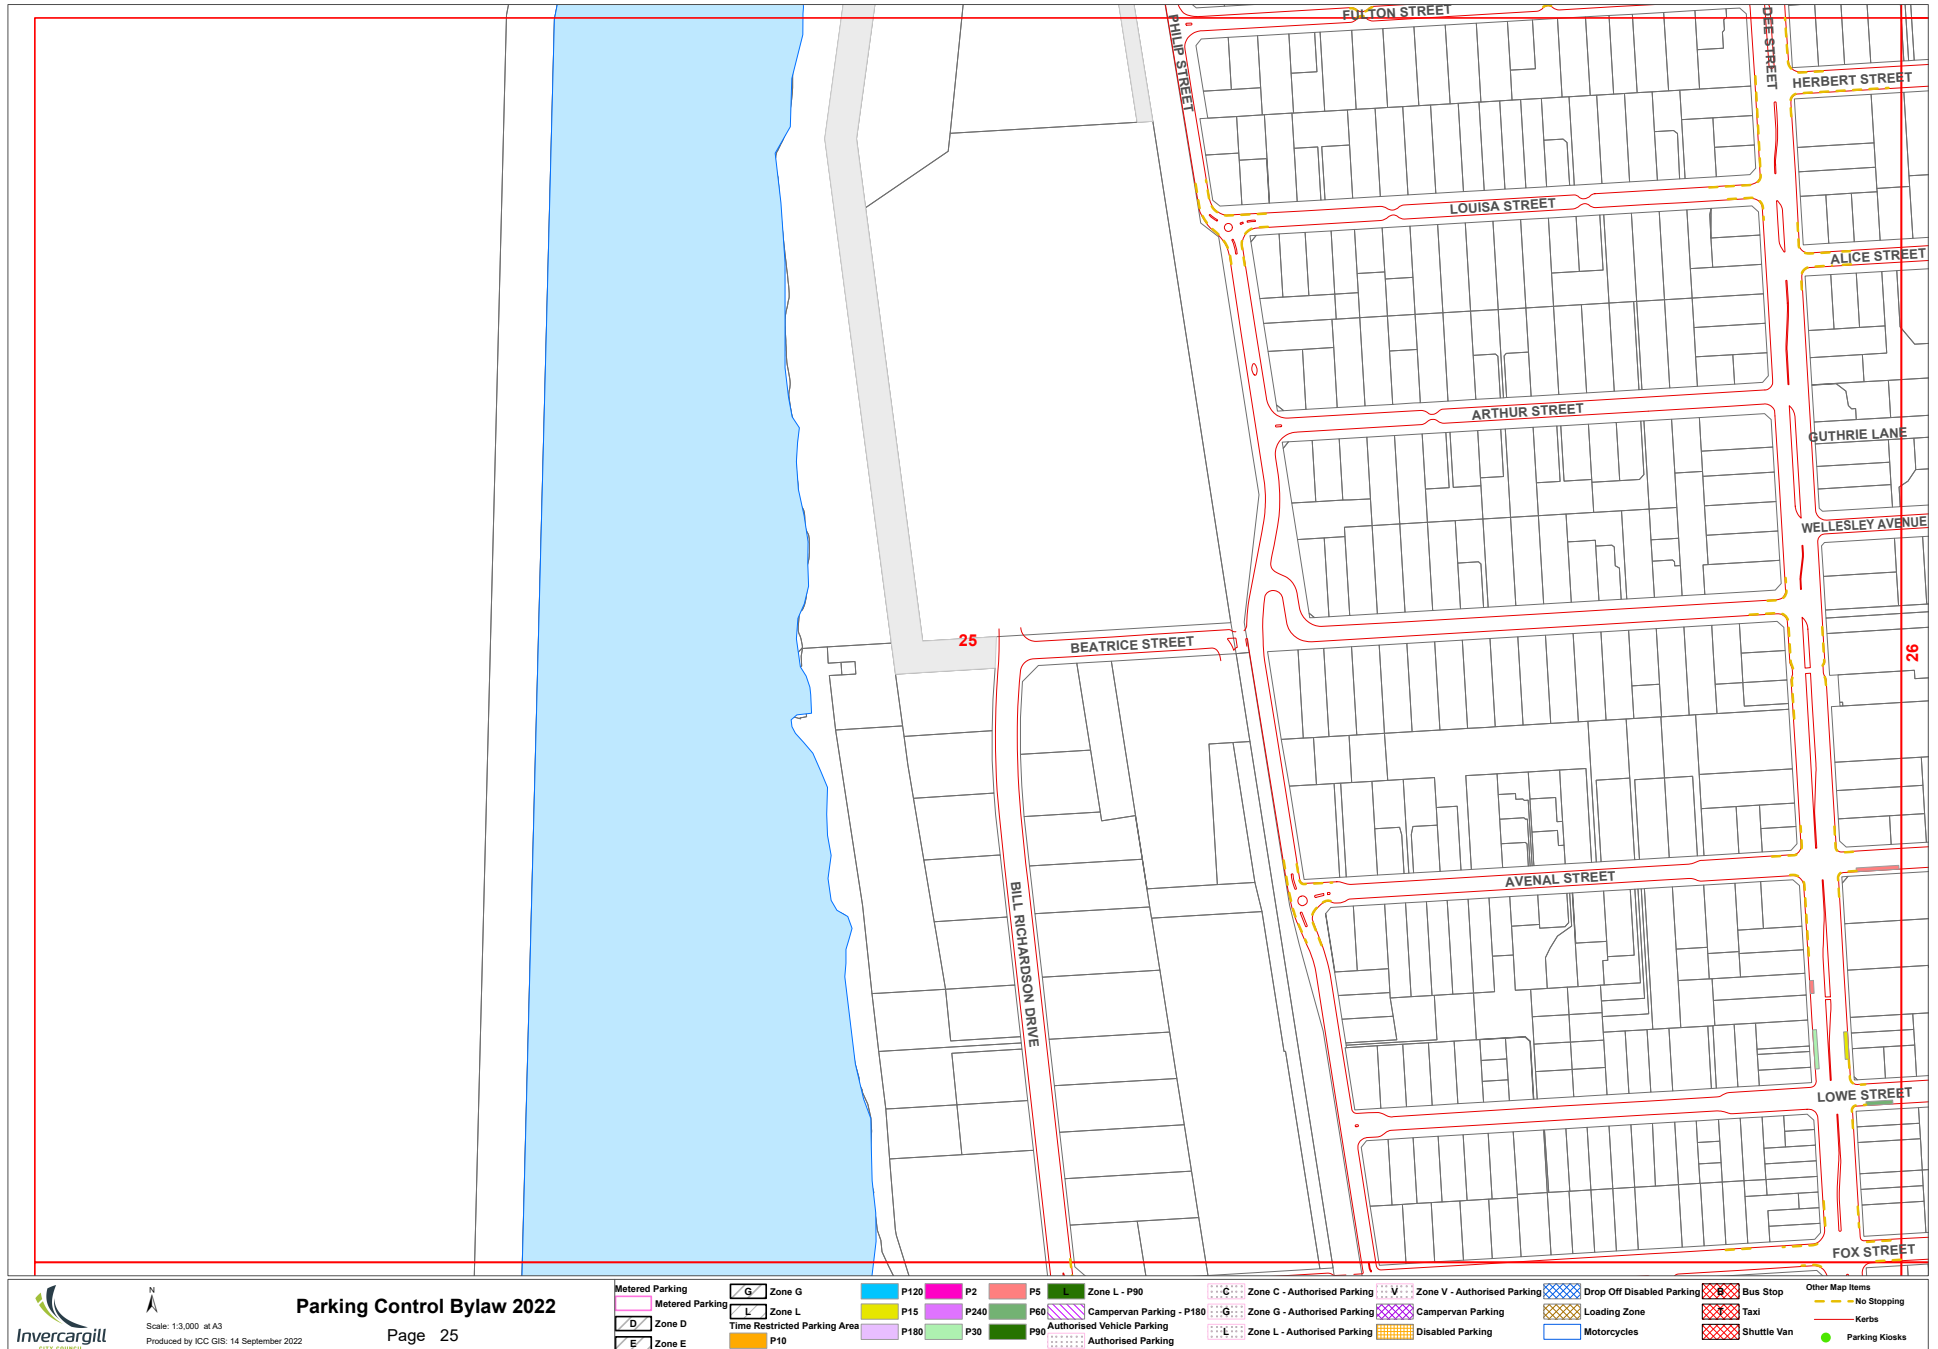 FULTON STREET
PHILIP STREET
DEE STREET
HERBERT STREET
LOUISA STREET
ALICE STREET
ARTHUR STREET
GUTHRIE LANE
WELLESLEY AVENUE
25
BEATRICE STREET
26
AVENAL STREET
BILL RICHARDSON DRIVE
LOWE STREET
FOX STREET
Invercargill
CITY COUNCIL
N
Scale: 1:3,000 at A3
Produced by ICC GIS: 14 September 2022
Parking Control Bylaw 2022
Page 25
Metered Parking
Metered Parking
D Zone D
E Zone E
G Zone G
L Zone L
Time Restricted Parking Area
P10
P120
P15
P180
P2
P240
P30
P5
P60
P90
L Zone L - P90
Campervan Parking - P180
Authorised Vehicle Parking
Authorised Parking
C Zone C - Authorised Parking
G Zone G - Authorised Parking
L Zone L - Authorised Parking
V Zone V - Authorised Parking
Campervan Parking
Disabled Parking
Drop Off Disabled Parking
Loading Zone
Motorcycles
B Bus Stop
T Taxi
Shuttle Van
Other Map Items
No Stopping
Kerbs
Parking Kiosks